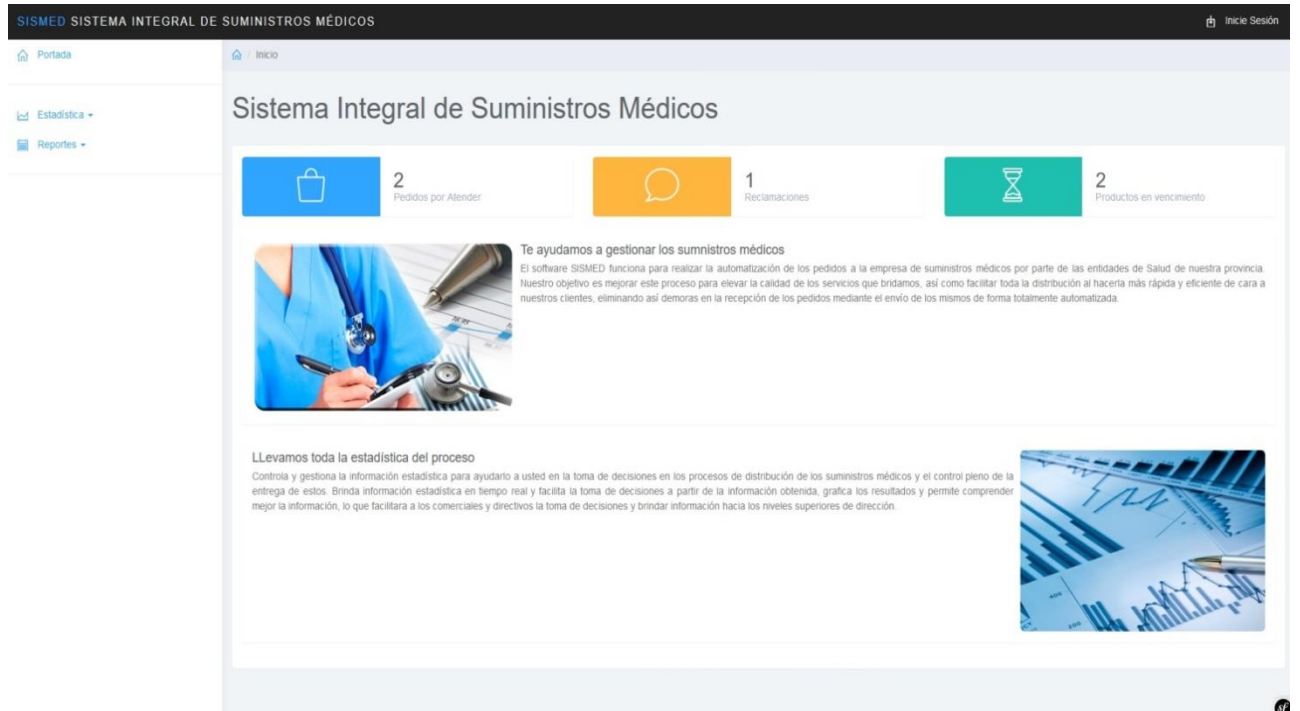 SISMED SISTEMA INTEGRAL DE SUMINISTROS MÉDICOS
Inicie Sesión
Portada
/ Inicio
Estadística
Reportes
Sistema Integral de Suministros Médicos
2
Pedidos por Atender
1
Reclamaciones
2
Productos en vencimiento
Te ayudamos a gestionar los sumnistros médicos
El software SISMED funciona para realizar la automatización de los pedidos a la empresa de suministros médicos por parte de las entidades de Salud de nuestra provincia.
Nuestro objetivo es mejorar este proceso para elevar la calidad de los servicios que bridamos, así como facilitar toda la distribución al hacerla más rápida y eficiente de cara a
nuestros clientes, eliminando así demoras en la recepción de los pedidos mediante el envío de los mismos de forma totalmente automatizada.
LLevamos toda la estadística del proceso
Controla y gestiona la información estadística para ayudarlo a usted en la toma de decisiones en los procesos de distribución de los suministros médicos y el control pleno de la
entrega de estos. Brinda información estadística en tiempo real y facilita la toma de decisiones a partir de la información obtenida, grafica los resultados y permite comprender
mejor la información, lo que facilitara a los comerciales y directivos la toma de decisiones y brindar información hacia los niveles superiores de dirección.
400
200
sf